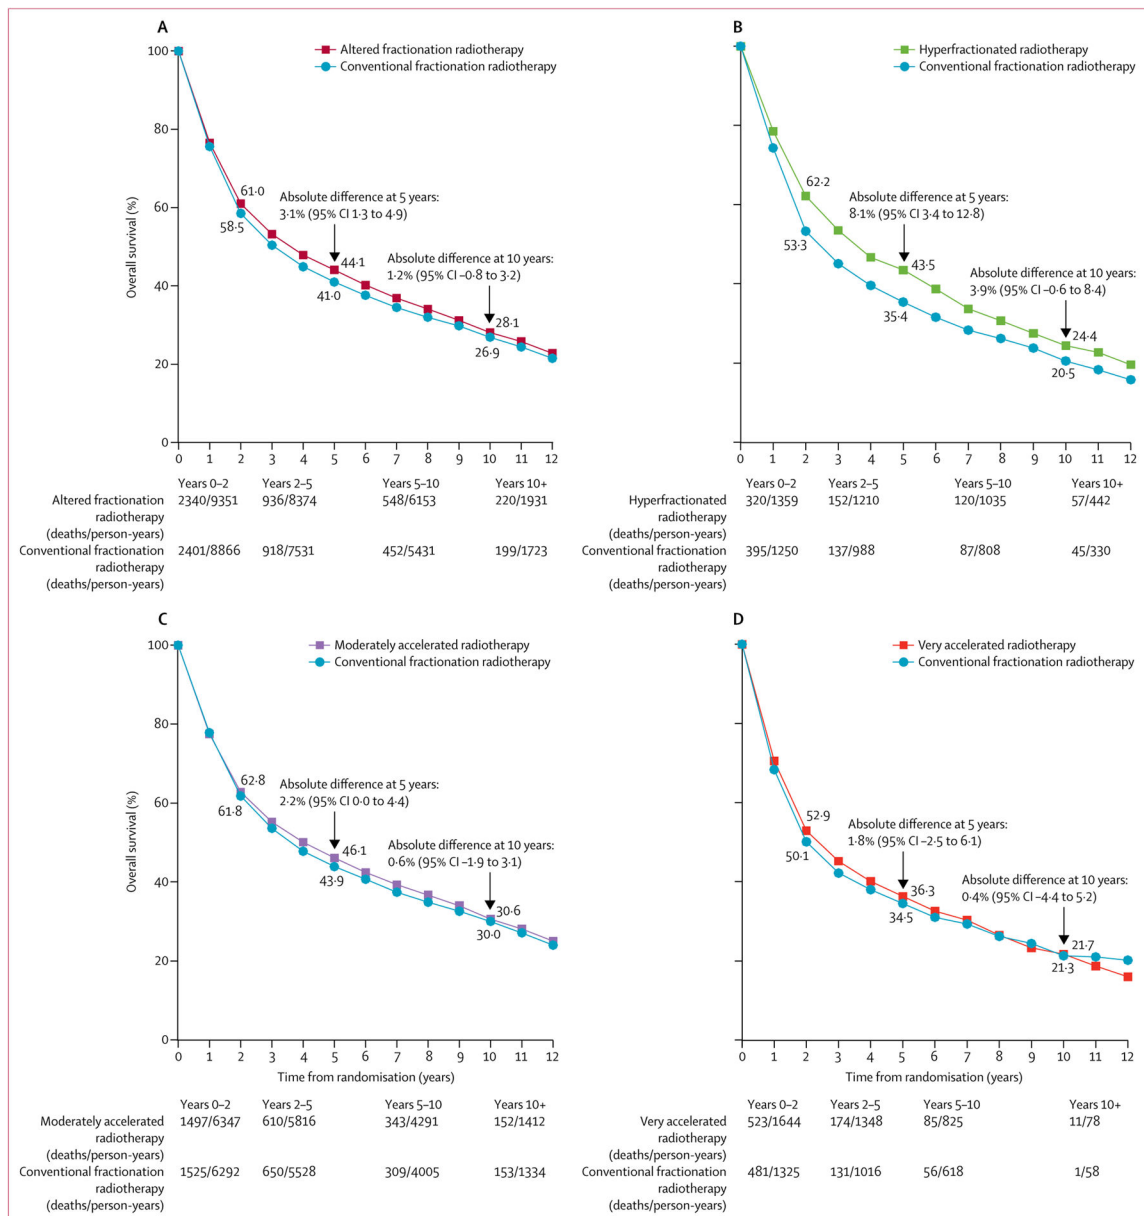 A
Altered fractionation radiotherapy
Conventional fractionation radiotherapy
Overall survival (%)
100
80
60
40
20
0
61·0
58·5
Absolute difference at 5 years:
3·1% (95% CI 1·3 to 4·9)
44·1
41·0
Absolute difference at 10 years:
1·2% (95% CI –0·8 to 3·2)
28·1
26·9
0 1 2 3 4 5 6 7 8 9 10 11 12
Years 0–2 Years 2–5 Years 5–10 Years 10+
Altered fractionation 2340/9351 936/8374 548/6153 220/1931
radiotherapy
(deaths/person-years)
Conventional fractionation 2401/8866 918/7531 452/5431 199/1723
radiotherapy
(deaths/person-years)
B
Hyperfractionated radiotherapy
Conventional fractionation radiotherapy
62·2
53·3
Absolute difference at 5 years:
8·1% (95% CI 3·4 to 12·8)
43·5
35·4
Absolute difference at 10 years:
3·9% (95% CI –0·6 to 8·4)
24·4
20·5
0 1 2 3 4 5 6 7 8 9 10 11 12
Years 0–2 Years 2–5 Years 5–10 Years 10+
Hyperfractionated 320/1359 152/1210 120/1035 57/442
radiotherapy
(deaths/person-years)
Conventional fractionation 395/1250 137/988 87/808 45/330
radiotherapy
(deaths/person-years)
C
Moderately accelerated radiotherapy
Conventional fractionation radiotherapy
Overall survival (%)
100
80
60
40
20
0
62·8
61·8
Absolute difference at 5 years:
2·2% (95% CI 0·0 to 4·4)
46·1
43·9
Absolute difference at 10 years:
0·6% (95% CI –1·9 to 3·1)
30·6
30·0
0 1 2 3 4 5 6 7 8 9 10 11 12
Time from randomisation (years)
Years 0–2 Years 2–5 Years 5–10 Years 10+
Moderately accelerated 1497/6347 610/5816 343/4291 152/1412
radiotherapy
(deaths/person-years)
Conventional fractionation 1525/6292 650/5528 309/4005 153/1334
radiotherapy
(deaths/person-years)
D
Very accelerated radiotherapy
Conventional fractionation radiotherapy
52·9
50·1
Absolute difference at 5 years:
1·8% (95% CI –2·5 to 6·1)
36·3
34·5
Absolute difference at 10 years:
0·4% (95% CI –4·4 to 5·2)
21·7
21·3
0 1 2 3 4 5 6 7 8 9 10 11 12
Time from randomisation (years)
Years 0–2 Years 2–5 Years 5–10 Years 10+
Very accelerated 523/1644 174/1348 85/825 11/78
radiotherapy
(deaths/person-years)
Conventional fractionation 481/1325 131/1016 56/618 1/58
radiotherapy
(deaths/person-years)